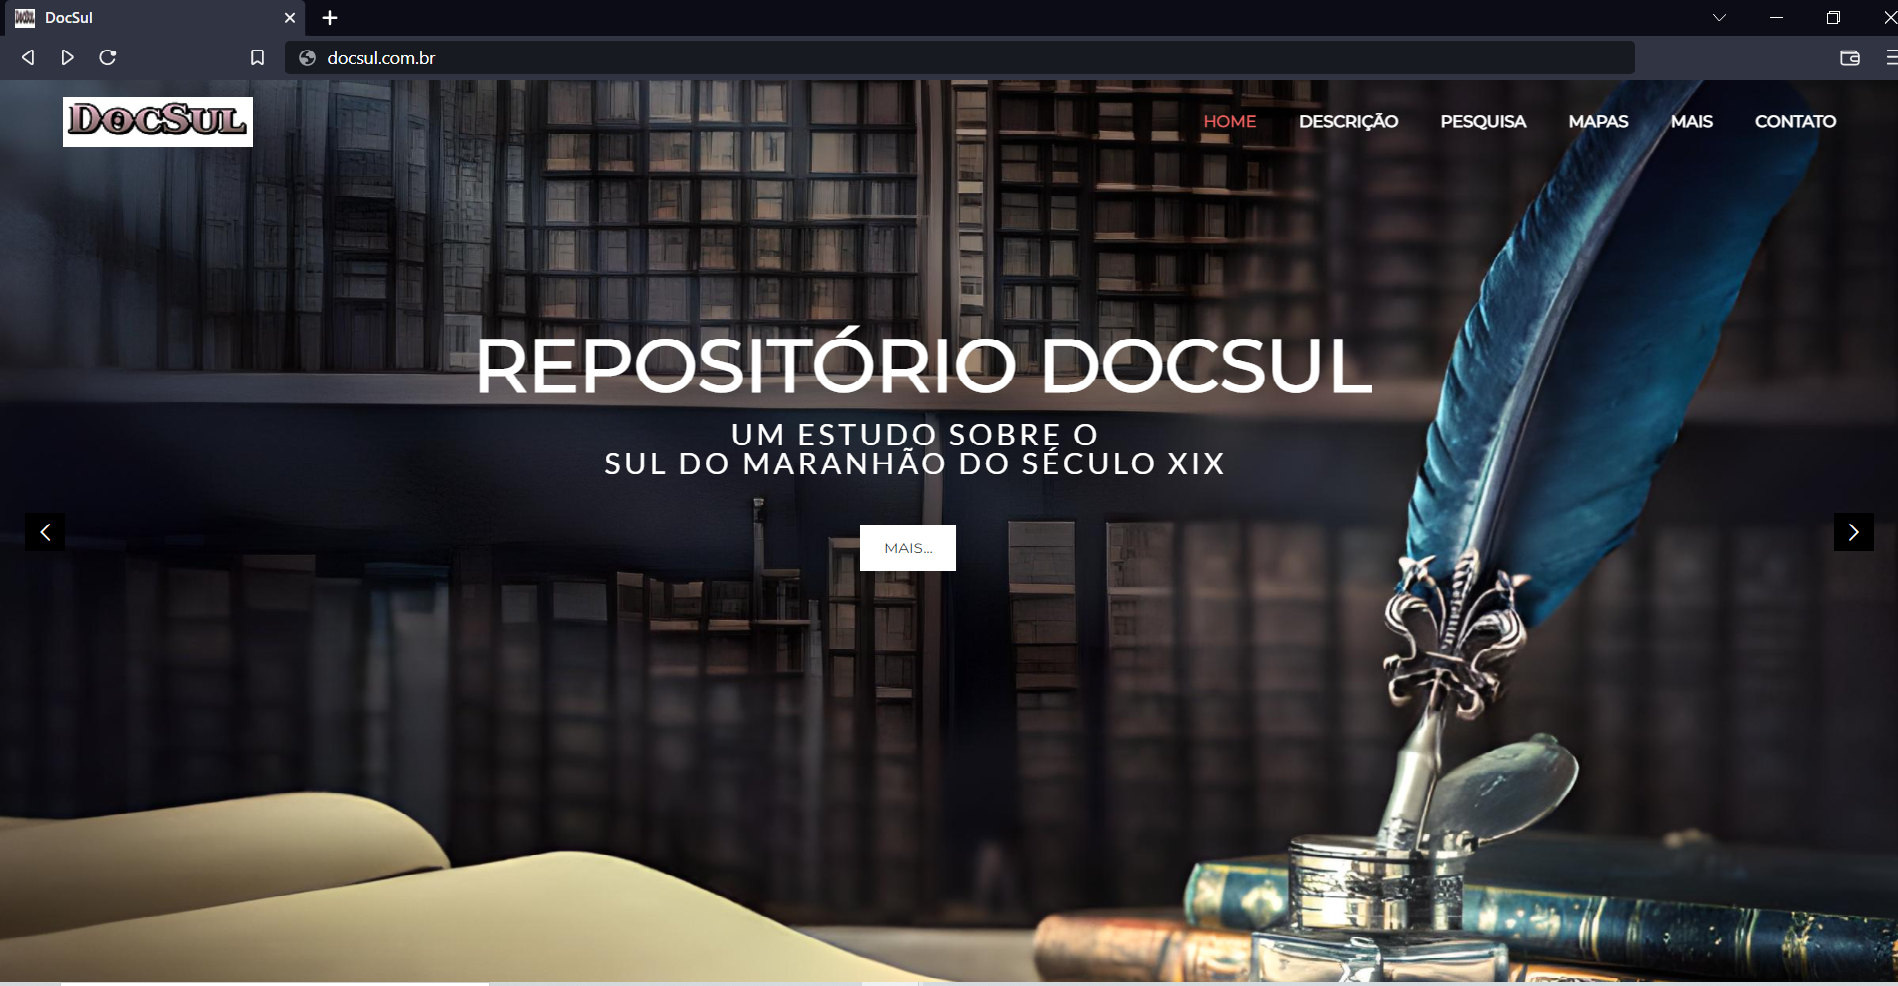 DocSul
docsul.com.br
DOCSUL
HOME DESCRIÇÃO PESQUISA MAPAS MAIS CONTATO
REPOSITÓRIO DOCSUL
UM ESTUDO SOBRE O
SUL DO MARANHÃO DO SÉCULO XIX
MAIS...